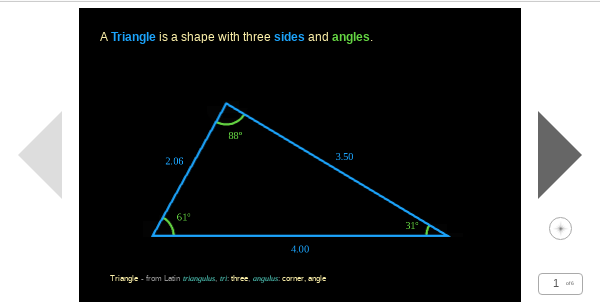 A Triangle is a shape with three sides and angles.
88°
3.50
2.06
61°
31°
4.00
Triangle - from Latin triangulus, tri: three, angulus: corner, angle
1 of 6